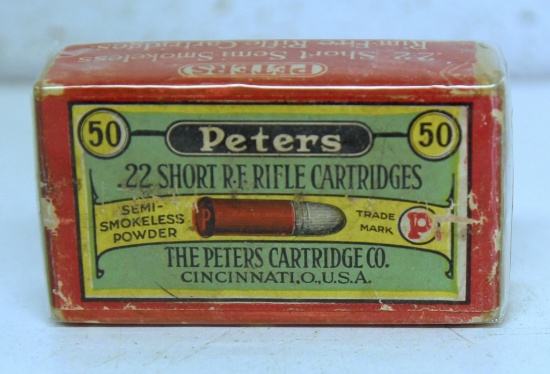 PETERS
.22 Short Semi-Smokeless
Rim-Fire Rifle Cartridges
50
Peters
50
22 SHORT R.F. RIFLE CARTRIDGES
SEMI-
SMOKELESS
POWDER
P
TRADE
MARK
P
THE PETERS CARTRIDGE CO.
CINCINNATI,O.,U.S.A.